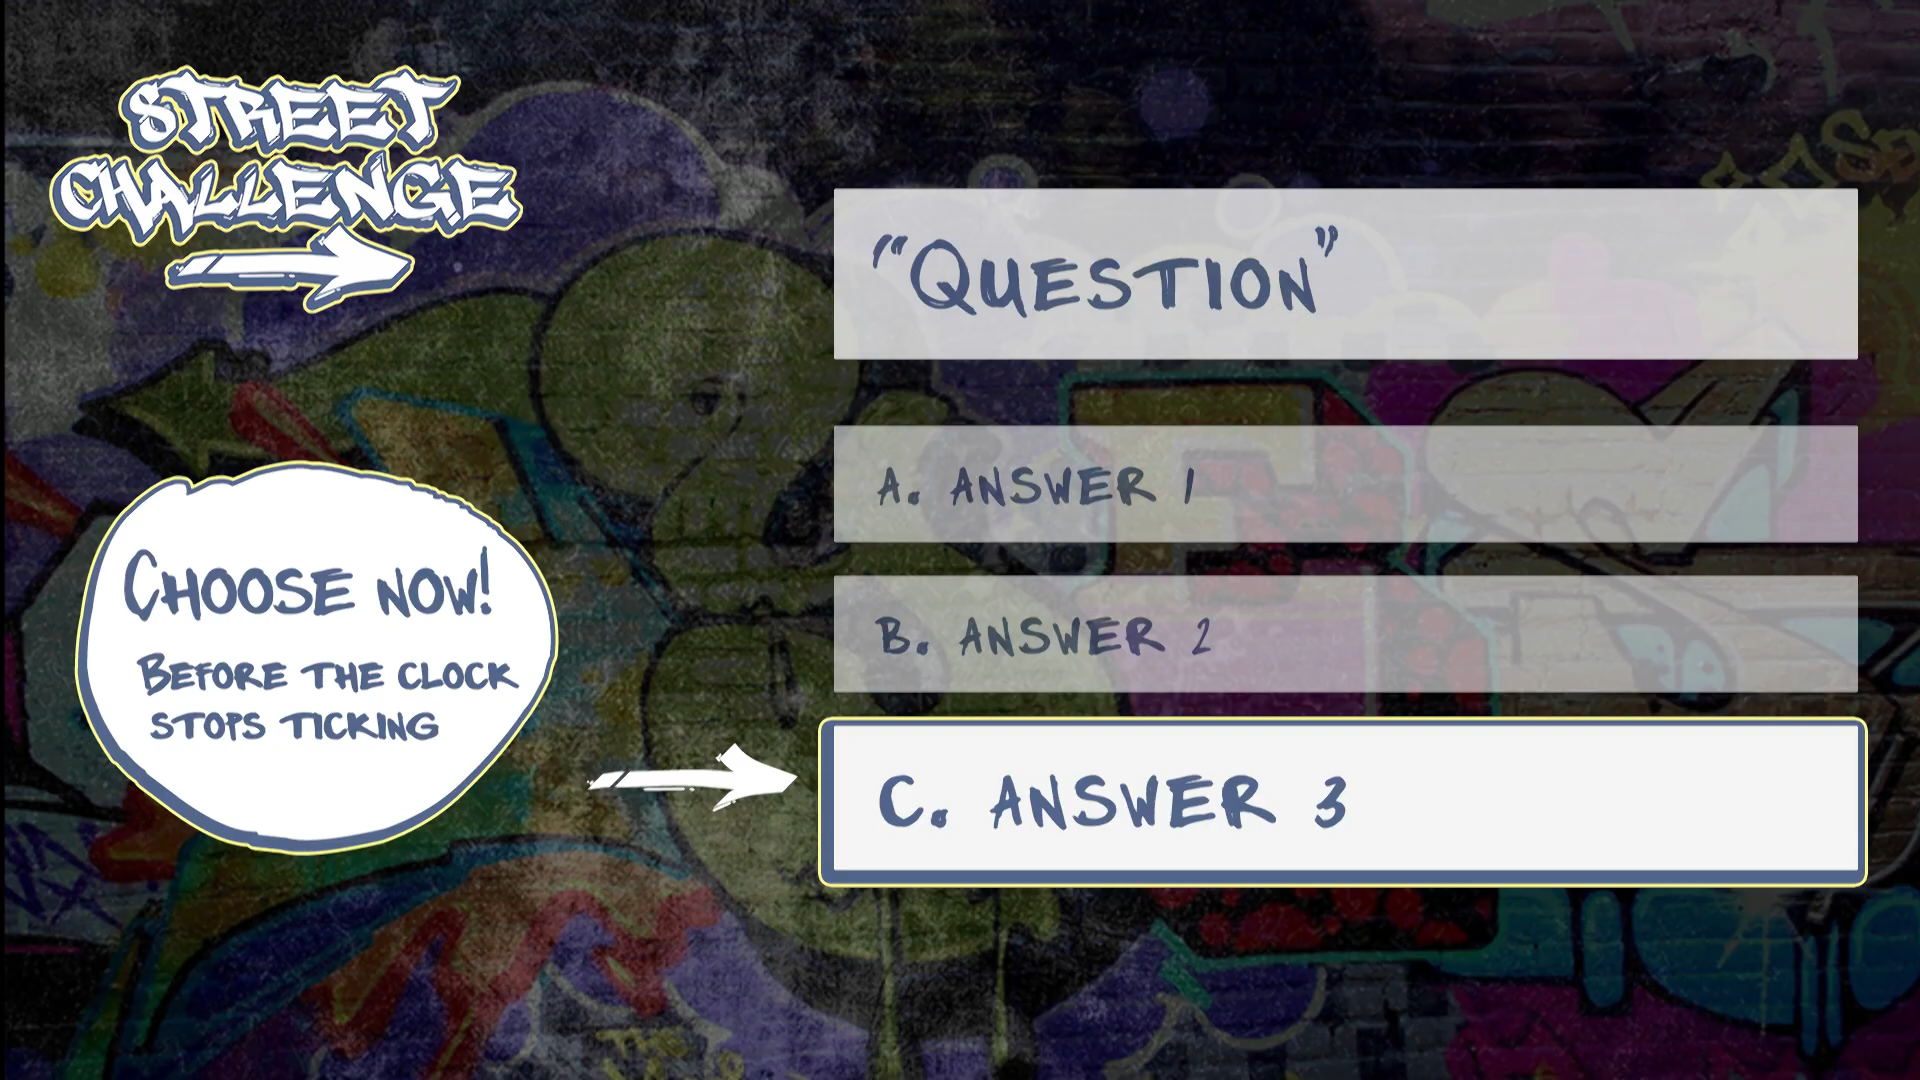 STREET
CHALLENGE
"QUESTION"
A. ANSWER 1
B. ANSWER 2
C. ANSWER 3
CHOOSE NOW!
BEFORE THE CLOCK
STOPS TICKING